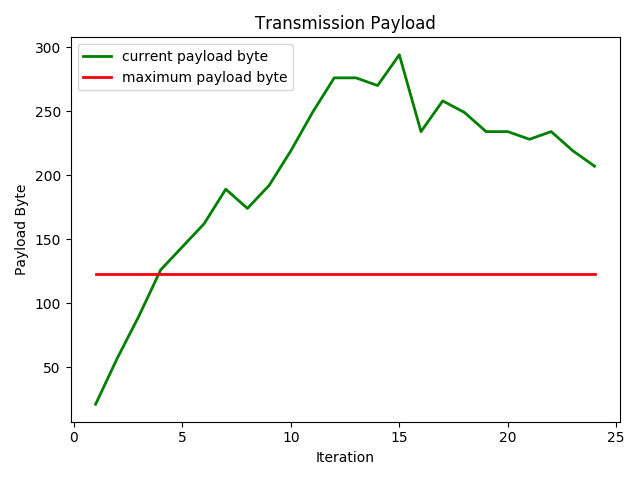 Transmission Payload
current payload byte
maximum payload byte
Payload Byte
300
250
200
150
100
50
0 5 10 15 20 25
Iteration